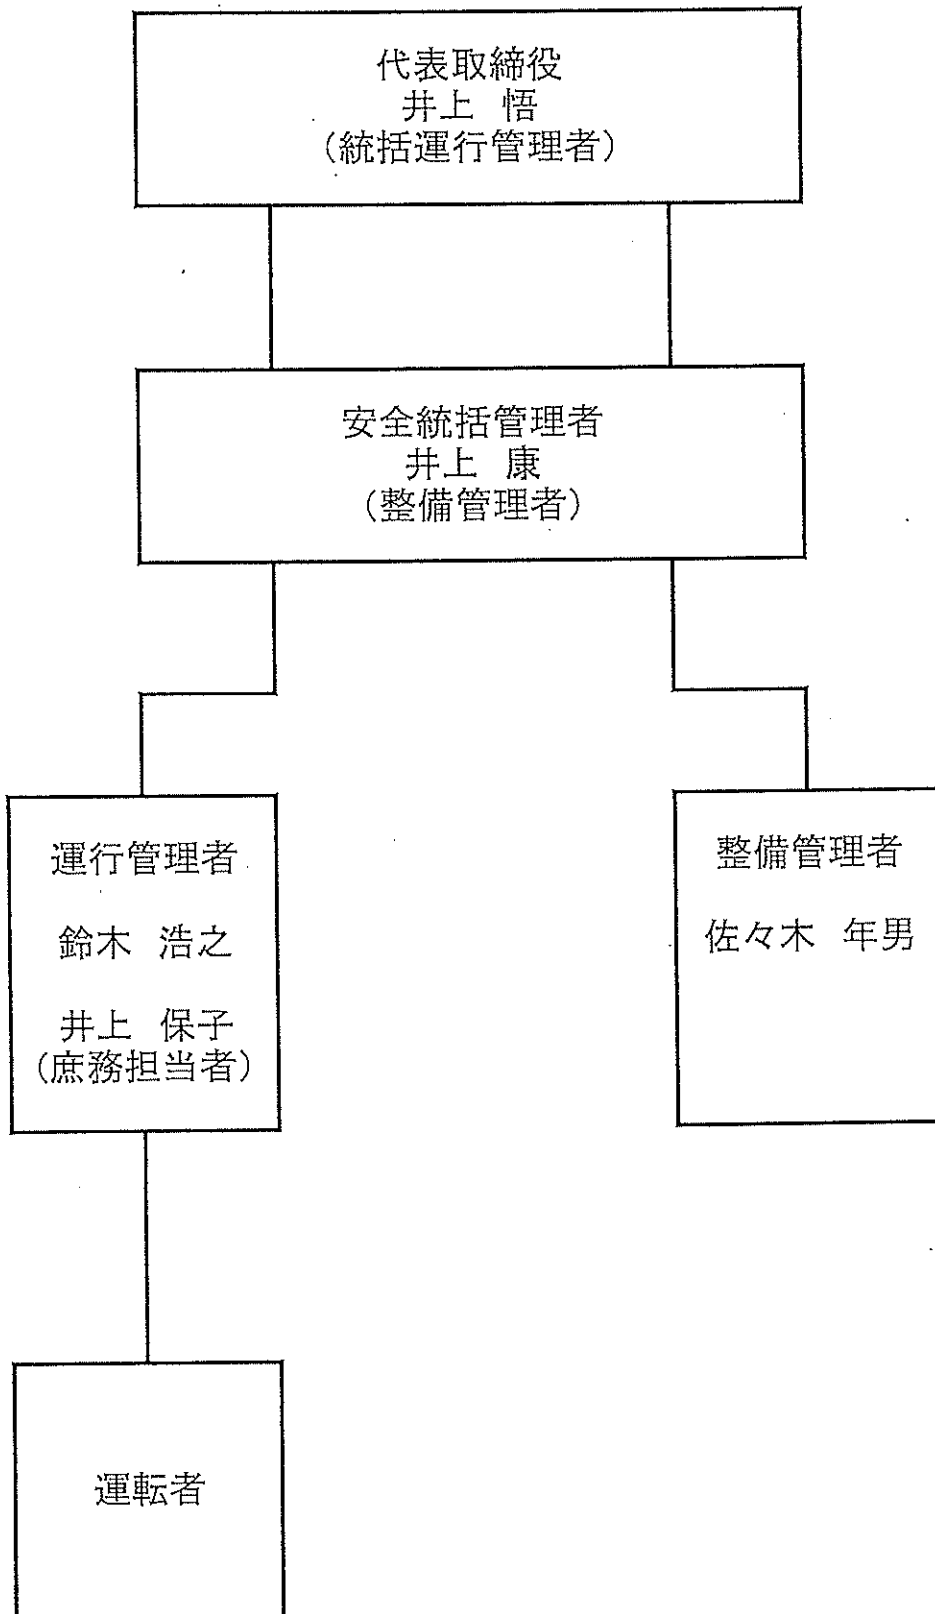 代表取締役
井上 悟
(統括運行管理者)
安全統括管理者
井上 康
(整備管理者)
運行管理者
鈴木 浩之
井上 保子
(庶務担当者)
整備管理者
佐々木 年男
運転者